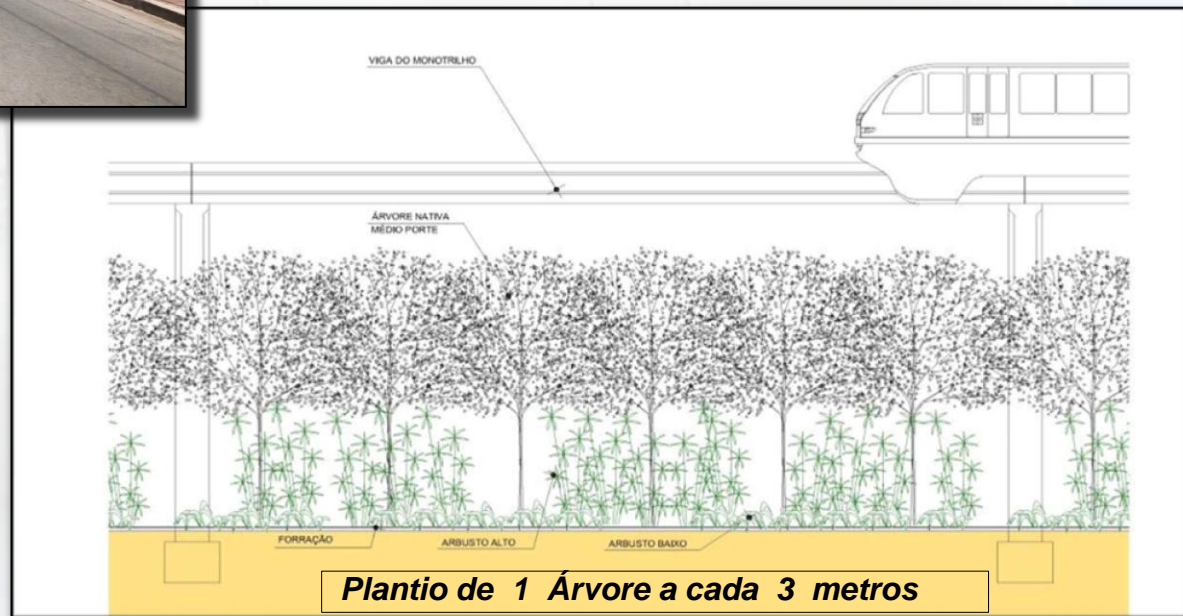 VIGA DO MONOTRILHO
ÁRVORE NATIVA
MÉDIO PORTE
FORRAÇÃO
ARBUSTO ALTO
ARBUSTO BAIXO
Plantio de 1 Árvore a cada 3 metros